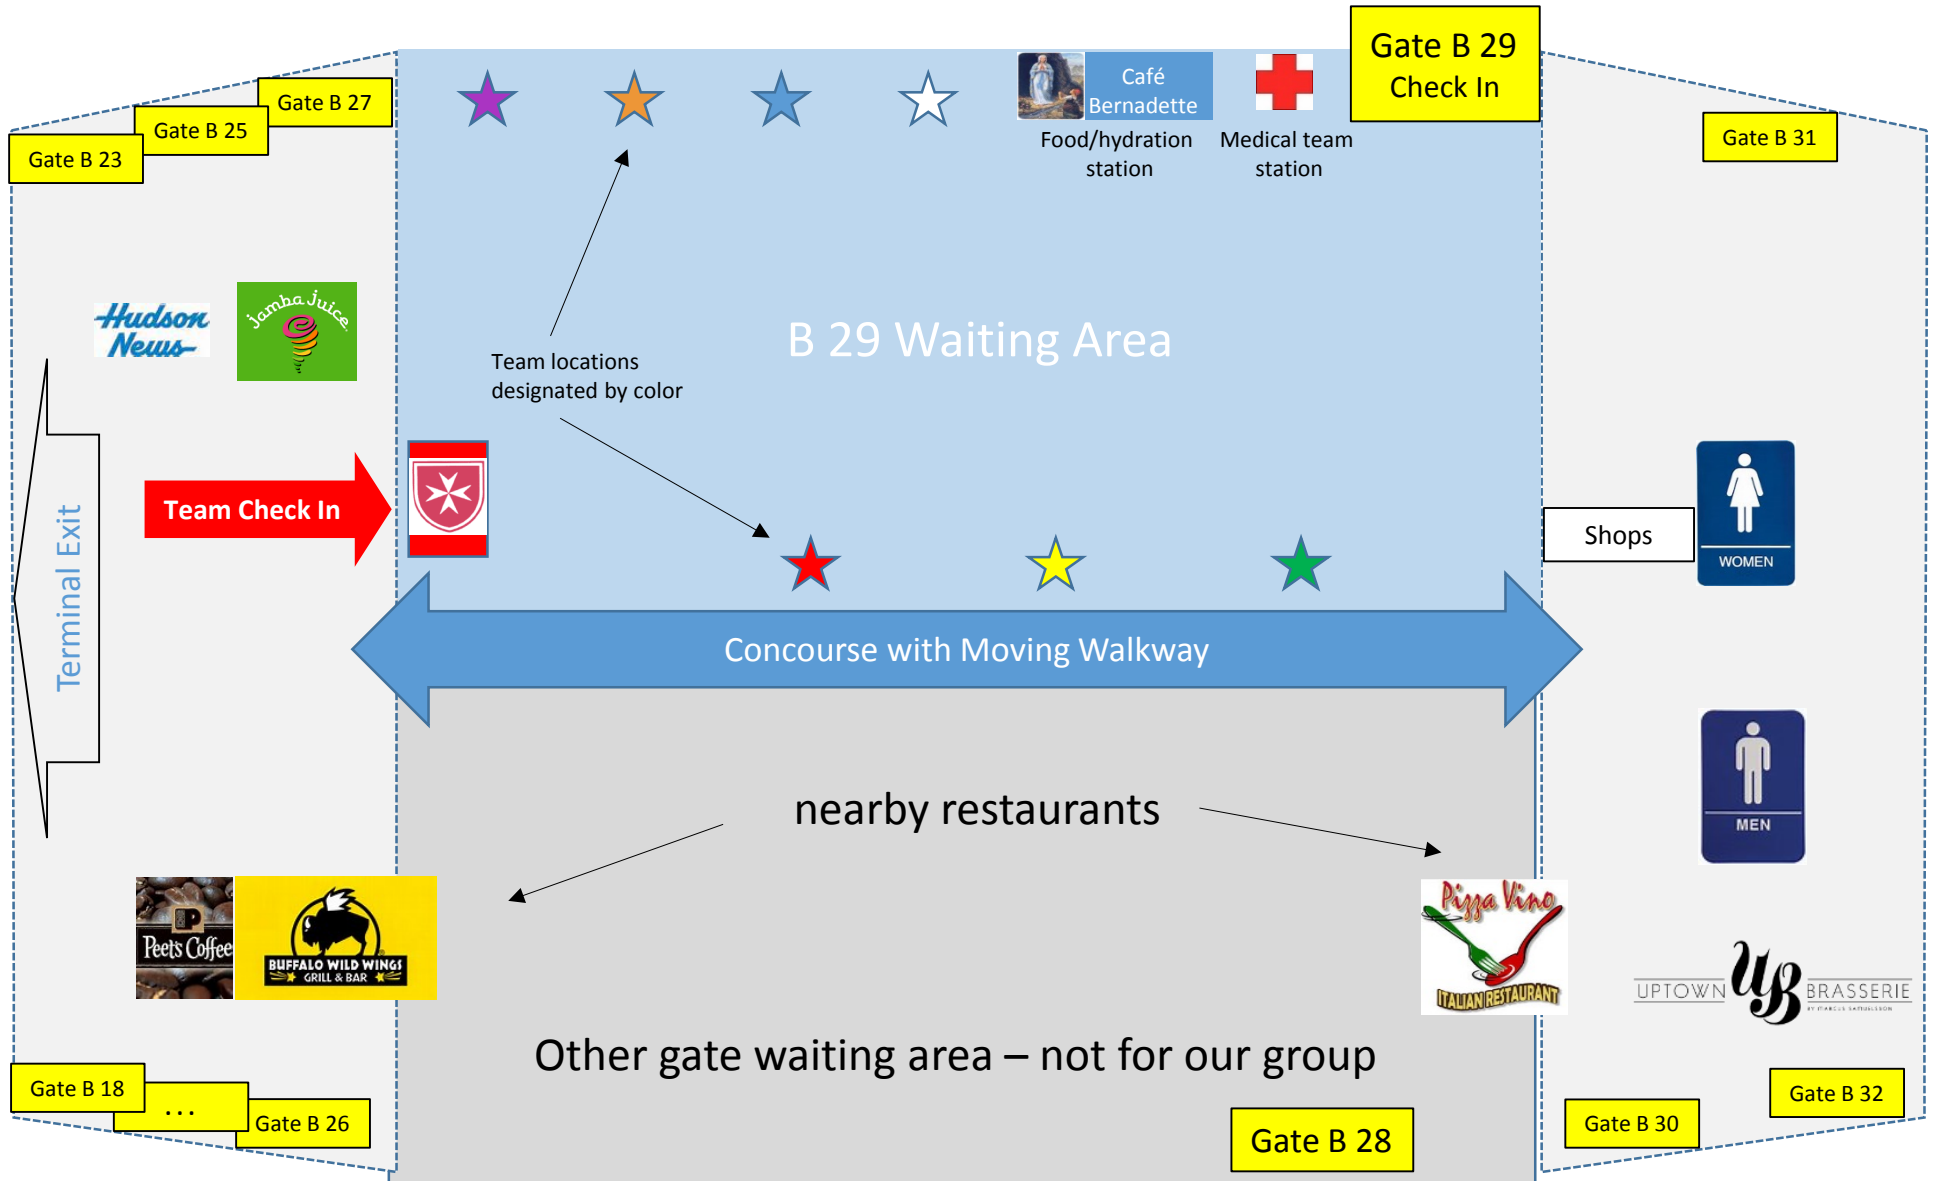 Gate B 29
Check In
Gate B 27
Gate B 25
Gate B 23
Café
Bernadette
Food/hydration
station
Medical team
station
Gate B 31
Hudson
News
Jamba Juice
B 29 Waiting Area
Team locations
designated by color
Team Check In
Terminal Exit
Shops
WOMEN
Concourse with Moving Walkway
MEN
nearby restaurants
Peet's Coffee
BUFFALO WILD WINGS
GRILL & BAR
Pizza Vino
ITALIAN RESTAURANT
UPTOWN UB BRASSERIE
BY MARCUS SAMUELSSON
Other gate waiting area – not for our group
Gate B 18
...
Gate B 26
Gate B 28
Gate B 30
Gate B 32